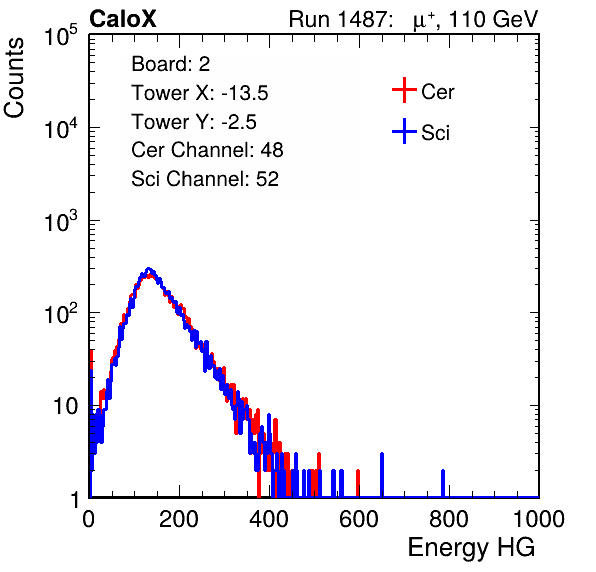 CaloX Run 1487: μ⁺, 110 GeV
Counts
10⁵
10⁴
10³
10²
10
1
Board: 2
Tower X: -13.5
Tower Y: -2.5
Cer Channel: 48
Sci Channel: 52
Cer
Sci
0 200 400 600 800 1000
Energy HG